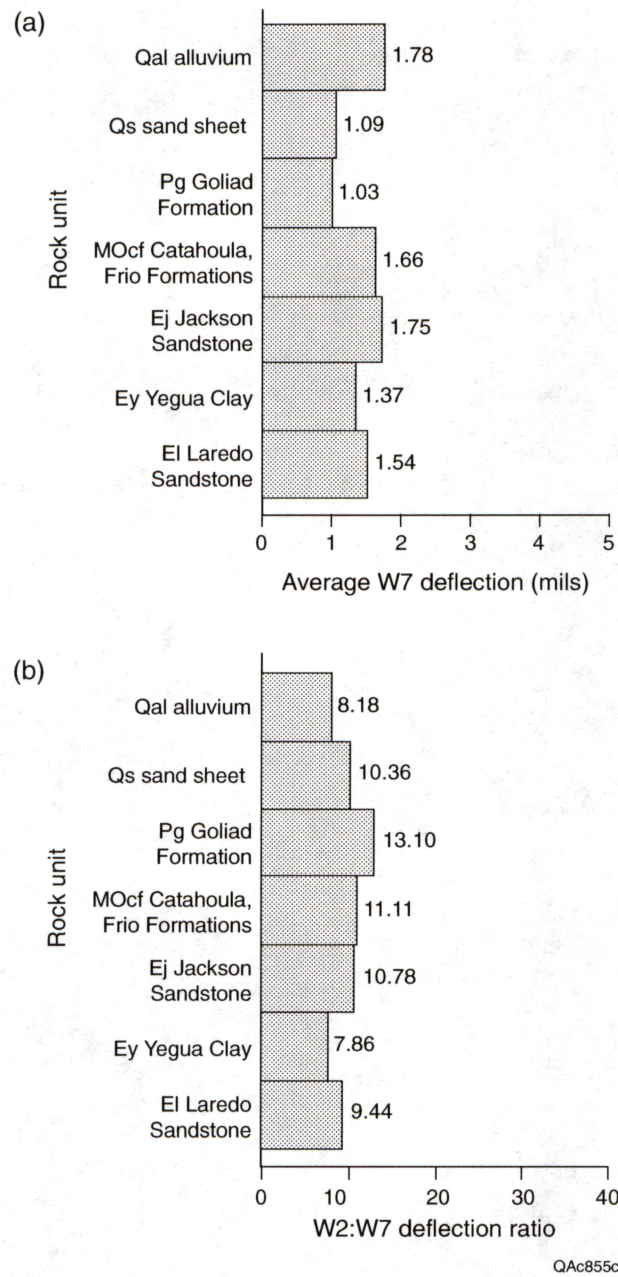 (a)
Qal alluvium 1.78
Qs sand sheet 1.09
Pg Goliad
Formation 1.03
MOcf Catahoula,
Frio Formations 1.66
Ej Jackson
Sandstone 1.75
Ey Yegua Clay 1.37
El Laredo
Sandstone 1.54
Rock unit
0 1 2 3 4 5
Average W7 deflection (mils)
(b)
Qal alluvium 8.18
Qs sand sheet 10.36
Pg Goliad
Formation 13.10
MOcf Catahoula,
Frio Formations 11.11
Ej Jackson
Sandstone 10.78
Ey Yegua Clay 7.86
El Laredo
Sandstone 9.44
Rock unit
0 10 20 30 40
W2:W7 deflection ratio
QAc855c